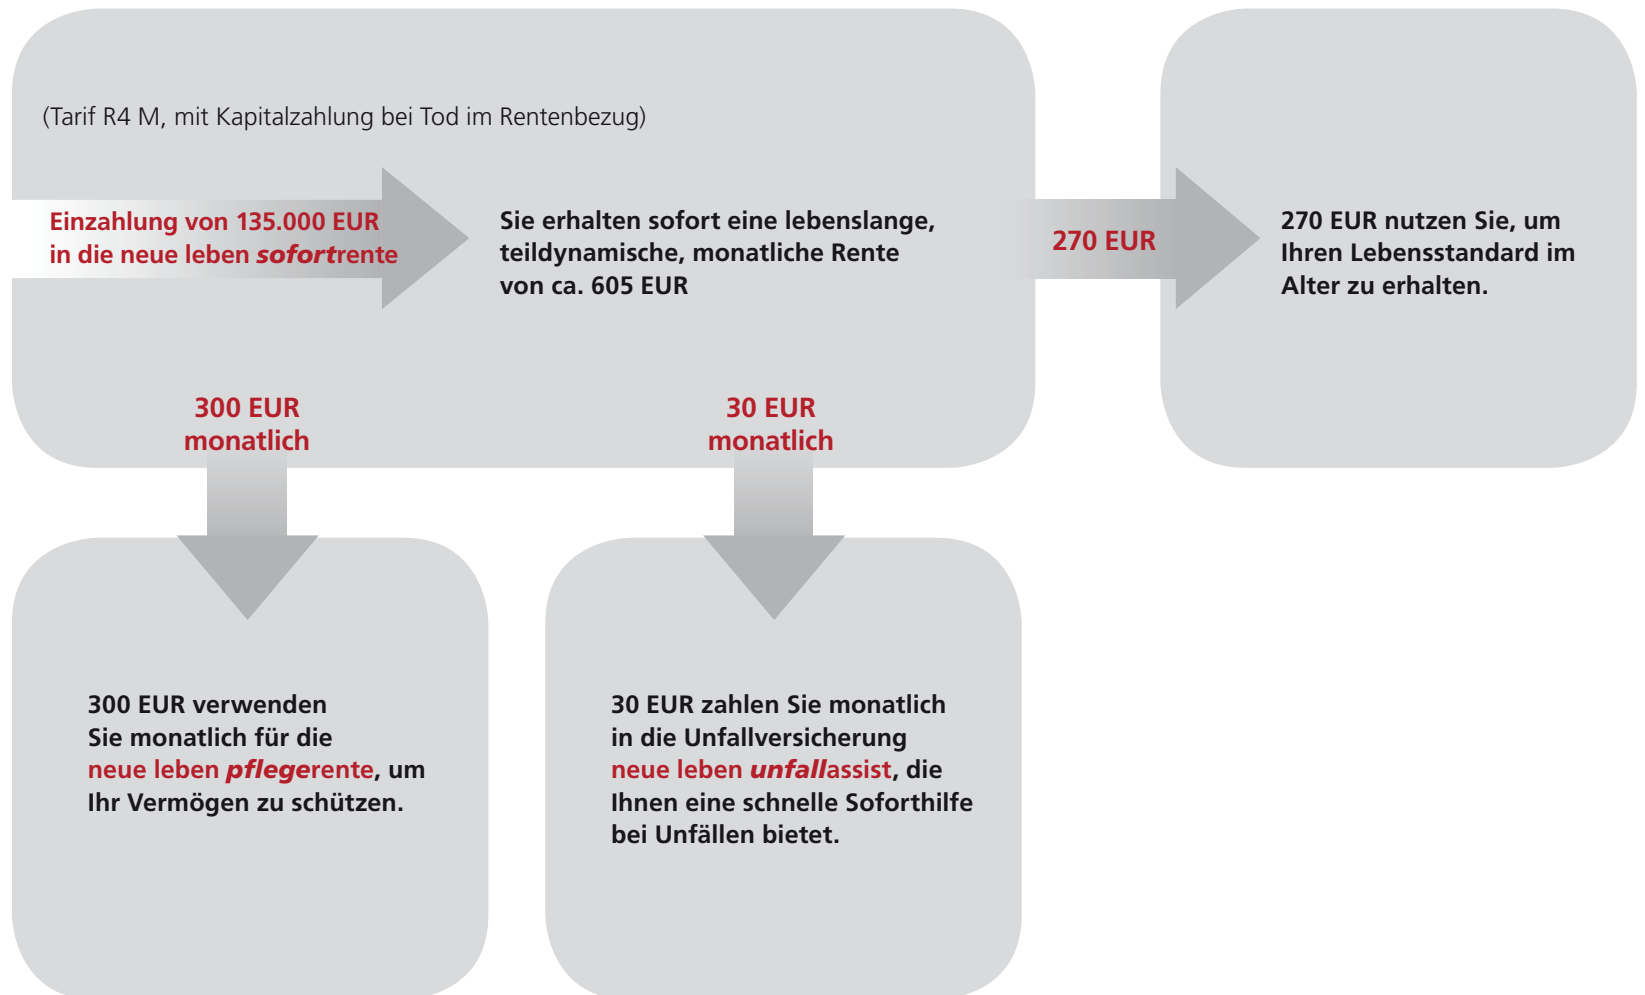 (Tarif R4 M, mit Kapitalzahlung bei Tod im Rentenbezug)
Einzahlung von 135.000 EUR
in die neue leben sofortrente
Sie erhalten sofort eine lebenslange,
teildynamische, monatliche Rente
von ca. 605 EUR
270 EUR
270 EUR nutzen Sie, um
Ihren Lebensstandard im
Alter zu erhalten.
300 EUR
monatlich
30 EUR
monatlich
300 EUR verwenden
Sie monatlich für die
neue leben pflegerente, um
Ihr Vermögen zu schützen.
30 EUR zahlen Sie monatlich
in die Unfallversicherung
neue leben unfallassist, die
Ihnen eine schnelle Soforthilfe
bei Unfällen bietet.